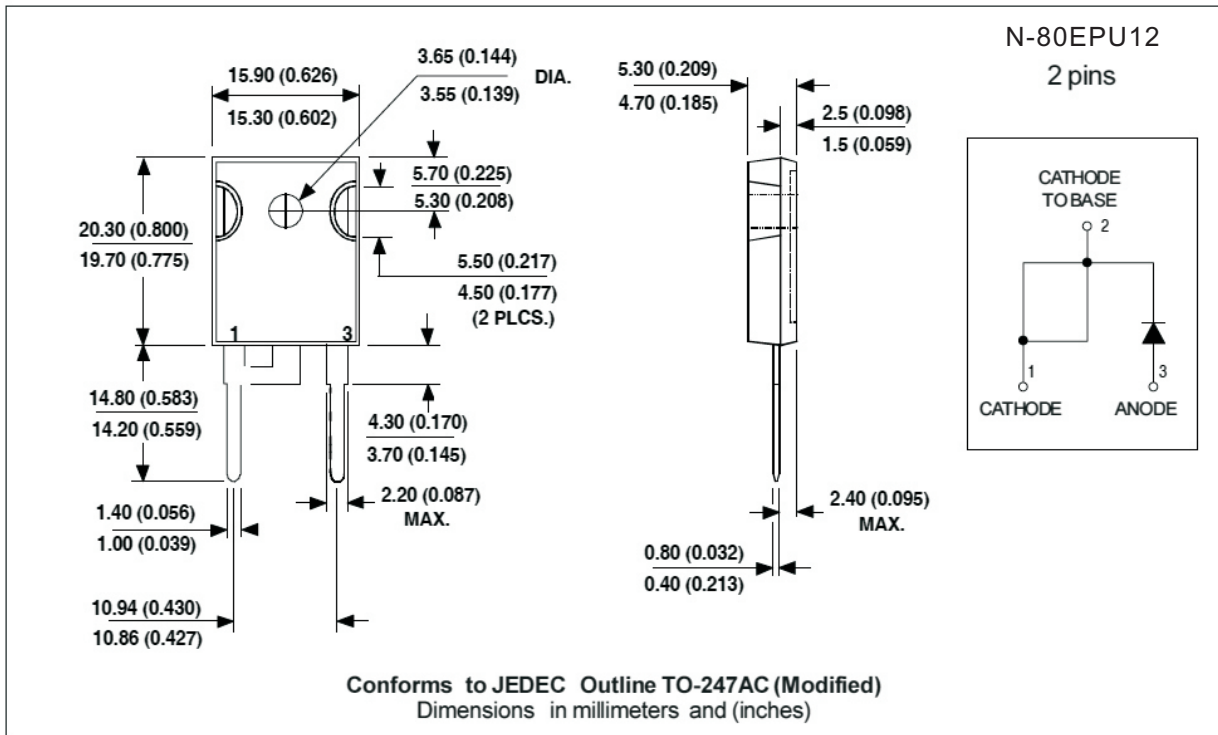 N-80EPU12
2 pins
3.65 (0.144)
3.55 (0.139)
DIA.
15.90 (0.626)
15.30 (0.602)
5.30 (0.209)
4.70 (0.185)
2.5 (0.098)
1.5 (0.059)
5.70 (0.225)
5.30 (0.208)
20.30 (0.800)
19.70 (0.775)
5.50 (0.217)
4.50 (0.177)
(2 PLCS.)
1
3
14.80 (0.583)
14.20 (0.559)
4.30 (0.170)
3.70 (0.145)
2.20 (0.087)
MAX.
1.40 (0.056)
1.00 (0.039)
10.94 (0.430)
10.86 (0.427)
2.40 (0.095)
MAX.
0.80 (0.032)
0.40 (0.213)
CATHODE
TO BASE
2
1
3
CATHODE
ANODE
Conforms to JEDEC Outline TO-247AC (Modified)
Dimensions in millimeters and (inches)